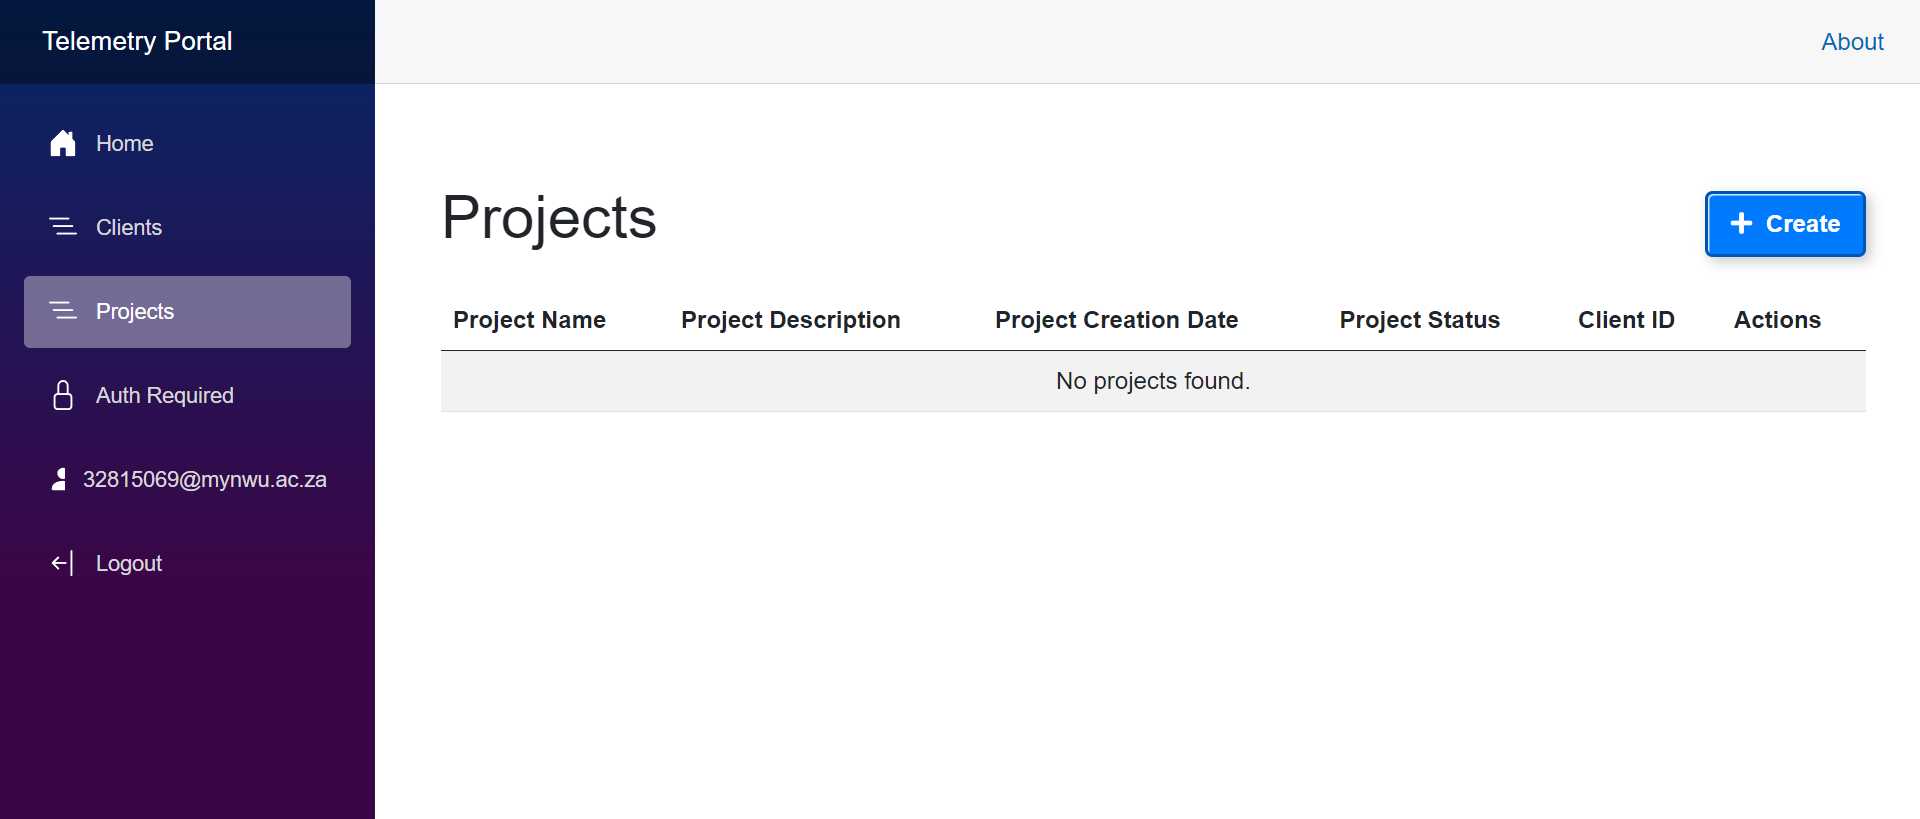 Telemetry Portal
About
Home
Clients
Projects
Auth Required
32815069@mynwu.ac.za
Logout
Projects
Create
Project Name Project Description Project Creation Date Project Status Client ID Actions
No projects found.